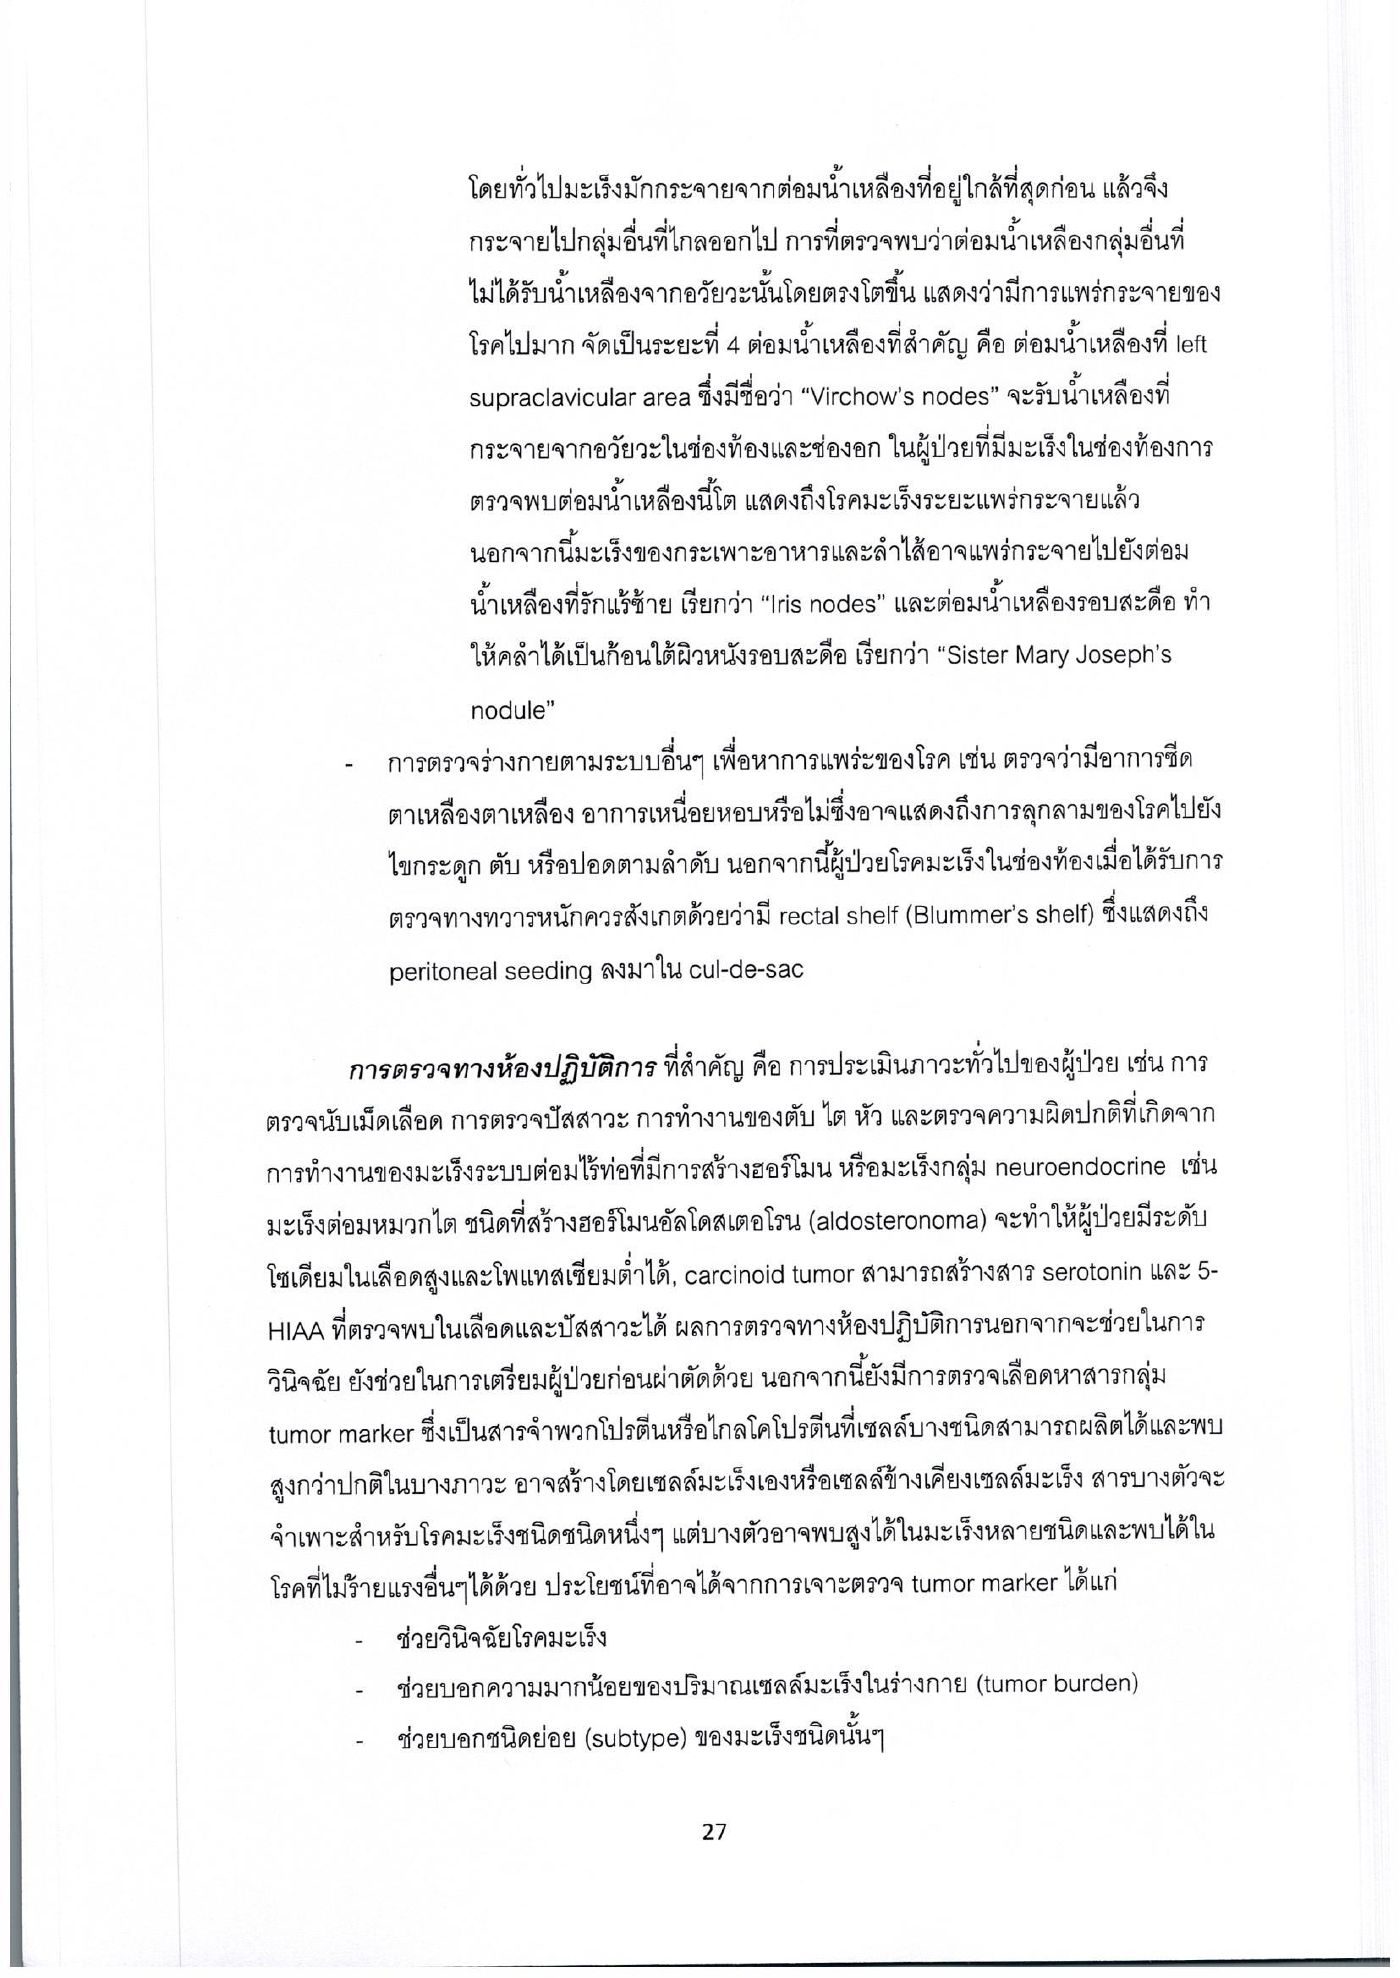 โดยทั่วไปมะเร็งมักกระจายจากต่อมน้ำเหลืองที่อยู่ใกล้ที่สุดก่อน แล้วจึง
กระจายไปกลุ่มอื่นที่ไกลออกไป การที่ตรวจพบว่าต่อมน้ำเหลืองกลุ่มอื่นที่
ไม่ได้รับน้ำเหลืองจากอวัยวะนั้นโดยตรงโตขึ้น แสดงว่ามีการแพร่กระจายของ
โรคไปมาก จัดเป็นระยะที่ 4 ต่อมน้ำเหลืองที่สำคัญ คือ ต่อมน้ำเหลืองที่ left
supraclavicular area ซึ่งมีชื่อว่า “Virchow’s nodes” จะรับน้ำเหลืองที่
กระจายจากอวัยวะในช่องท้องและช่องอก ในผู้ป่วยที่มีมะเร็งในช่องท้องการ
ตรวจพบต่อมน้ำเหลืองนี้โต แสดงถึงโรคมะเร็งระยะแพร่กระจายแล้ว
นอกจากนี้มะเร็งของกระเพาะอาหารและลำไส้อาจแพร่กระจายไปยังต่อม
น้ำเหลืองที่รักแร้ซ้าย เรียกว่า “Iris nodes” และต่อมน้ำเหลืองรอบสะดือ ทำ
ให้คลำได้เป็นก้อนใต้ผิวหนังรอบสะดือ เรียกว่า “Sister Mary Joseph’s
nodule”
- การตรวจร่างกายตามระบบอื่นๆ เพื่อหาการแพร่ะของโรค เช่น ตรวจว่ามีอาการซีด
ตาเหลืองตาเหลือง อาการเหนื่อยหอบหรือไม่ซึ่งอาจแสดงถึงการลุกลามของโรคไปยัง
ไขกระดูก ตับ หรือปอดตามลำดับ นอกจากนี้ผู้ป่วยโรคมะเร็งในช่องท้องเมื่อได้รับการ
ตรวจทางทวารหนักควรสังเกตด้วยว่ามี rectal shelf (Blummer’s shelf) ซึ่งแสดงถึง
peritoneal seeding ลงมาใน cul-de-sac
การตรวจทางห้องปฏิบัติการ ที่สำคัญ คือ การประเมินภาวะทั่วไปของผู้ป่วย เช่น การ
ตรวจนับเม็ดเลือด การตรวจปัสสาวะ การทำงานของตับ ไต หัว และตรวจความผิดปกติที่เกิดจาก
การทำงานของมะเร็งระบบต่อมไร้ท่อที่มีการสร้างฮอร์โมน หรือมะเร็งกลุ่ม neuroendocrine เช่น
มะเร็งต่อมหมวกไต ชนิดที่สร้างฮอร์โมนอัลโดสเตอโรน (aldosteronoma) จะทำให้ผู้ป่วยมีระดับ
โซเดียมในเลือดสูงและโพแทสเซียมต่ำได้, carcinoid tumor สามารถสร้างสาร serotonin และ 5-
HIAA ที่ตรวจพบในเลือดและปัสสาวะได้ ผลการตรวจทางห้องปฏิบัติการนอกจากจะช่วยในการ
วินิจฉัย ยังช่วยในการเตรียมผู้ป่วยก่อนผ่าตัดด้วย นอกจากนี้ยังมีการตรวจเลือดหาสารกลุ่ม
tumor marker ซึ่งเป็นสารจำพวกโปรตีนหรือไกลโคโปรตีนที่เซลล์บางชนิดสามารถผลิตได้และพบ
สูงกว่าปกติในบางภาวะ อาจสร้างโดยเซลล์มะเร็งเองหรือเซลล์ข้างเคียงเซลล์มะเร็ง สารบางตัวจะ
จำเพาะสำหรับโรคมะเร็งชนิดชนิดหนึ่งๆ แต่บางตัวอาจพบสูงได้ในมะเร็งหลายชนิดและพบได้ใน
โรคที่ไม่ร้ายแรงอื่นๆได้ด้วย ประโยชน์ที่อาจได้จากการเจาะตรวจ tumor marker ได้แก่
- ช่วยวินิจฉัยโรคมะเร็ง
- ช่วยบอกความมากน้อยของปริมาณเซลล์มะเร็งในร่างกาย (tumor burden)
- ช่วยบอกชนิดย่อย (subtype) ของมะเร็งชนิดนั้นๆ
27